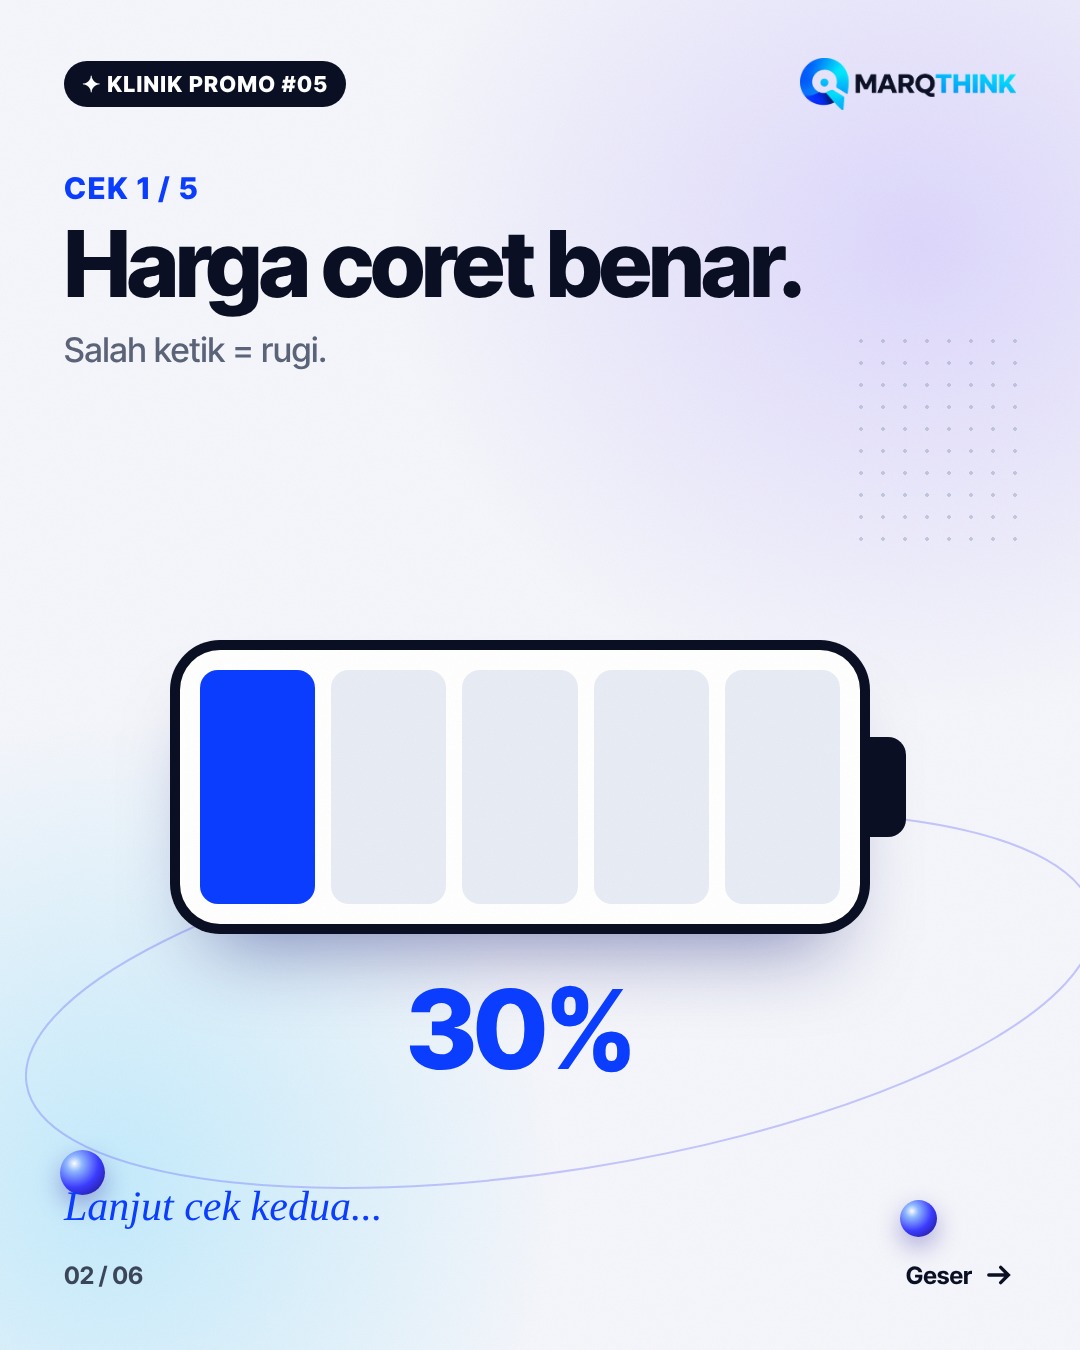 ✦ KLINIK PROMO #05
MARQTHINK
CEK 1 / 5
Harga coret benar.
Salah ketik = rugi.
30%
Lanjut cek kedua...
02 / 06
Geser →